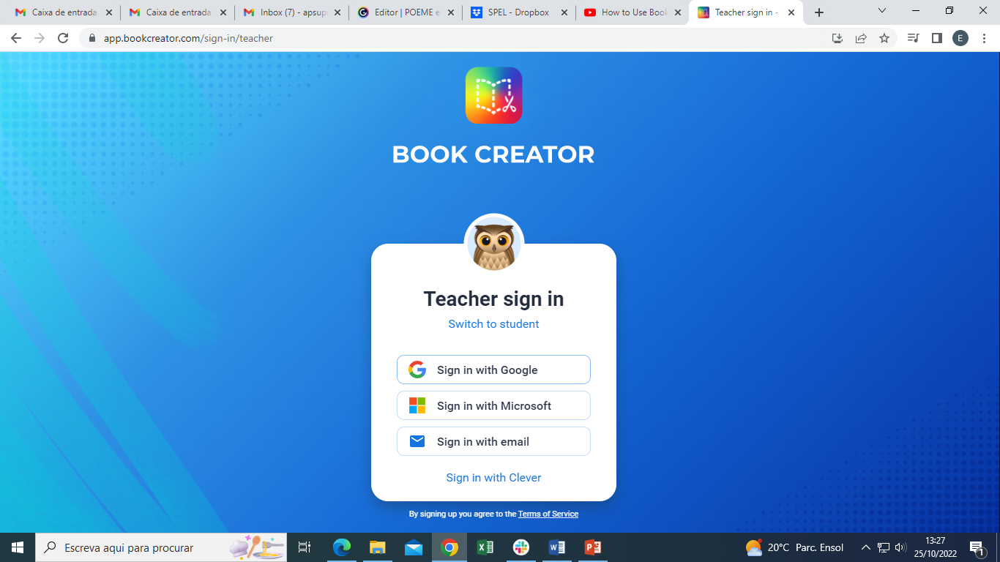 Caixa de entrada
Caixa de entrada
Inbox (7) - apsup
Editor | POEME e
SPEL - Dropbox
How to Use Book
Teacher sign in -
app.bookcreator.com/sign-in/teacher
E
BOOK CREATOR
Teacher sign in
Switch to student
Sign in with Google
Sign in with Microsoft
Sign in with email
Sign in with Clever
By signing up you agree to the Terms of Service
Escreva aqui para procurar
20°C Parc. Ensol
13:27
25/10/2022
1